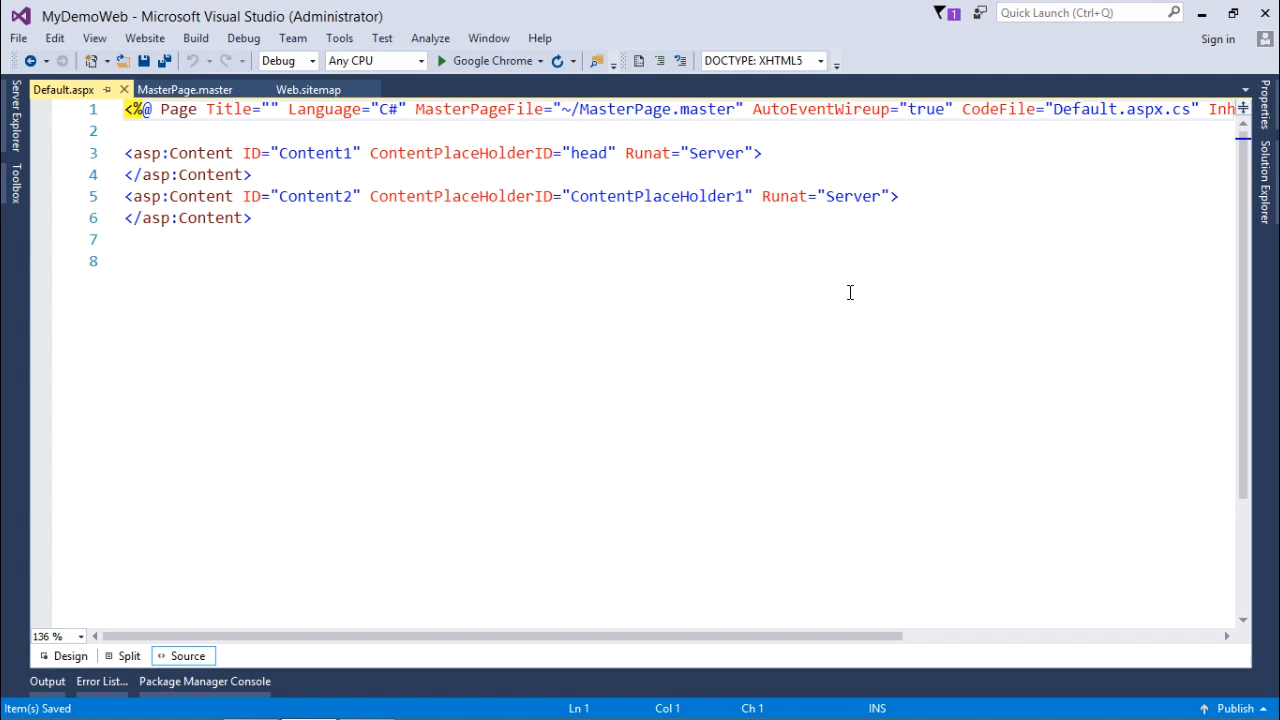 MyDemoWeb - Microsoft Visual Studio (Administrator)
1
Quick Launch (Ctrl+Q)
File Edit View Website Build Debug Team Tools Test Analyze Window Help
Sign in
Debug Any CPU Google Chrome DOCTYPE: XHTML5
Default.aspx MasterPage.master Web.sitemap
Server Explorer
Toolbox
Properties
Solution Explorer
1 <%@ Page Title="" Language="C#" MasterPageFile="~/MasterPage.master" AutoEventWireup="true" CodeFile="Default.aspx.cs" Inh
2
3 <asp:Content ID="Content1" ContentPlaceHolderID="head" Runat="Server">
4 </asp:Content>
5 <asp:Content ID="Content2" ContentPlaceHolderID="ContentPlaceHolder1" Runat="Server">
6 </asp:Content>
7
8
136 %
Design Split Source
Output Error List... Package Manager Console
Item(s) Saved Ln 1 Col 1 Ch 1 INS Publish